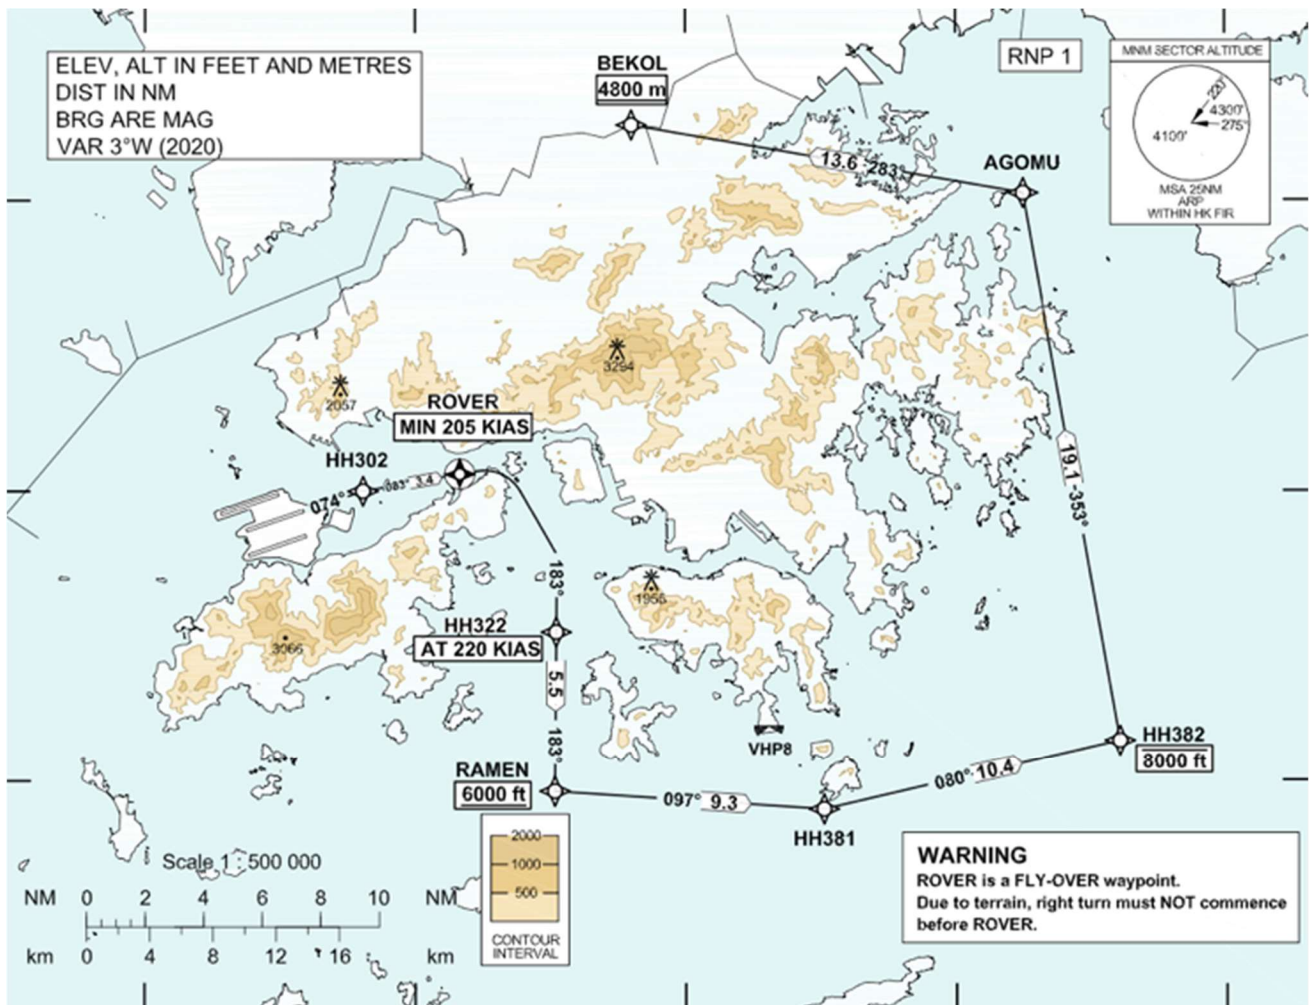 ELEV, ALT IN FEET AND METRES
DIST IN NM
BRG ARE MAG
VAR 3°W (2020)
BEKOL
4800 m
RNP 1
MNM SECTOR ALTITUDE
220°
4300'
275°
4100'
MSA 25NM
ARP
WITHIN HK FIR
13.6 283°
AGOMU
3294
2057
ROVER
MIN 205 KIAS
HH302
074°
083° 3.4
19.1 353°
183°
HH322
AT 220 KIAS
1956
3066
5.5
183°
VHP8
RAMEN
6000 ft
097° 9.3
HH381
080° 10.4
HH382
8000 ft
2000
1000
500
CONTOUR
INTERVAL
Scale 1 : 500 000
NM 0 2 4 6 8 10 NM
km 0 4 8 12 16 km
WARNING
ROVER is a FLY-OVER waypoint.
Due to terrain, right turn must NOT commence
before ROVER.